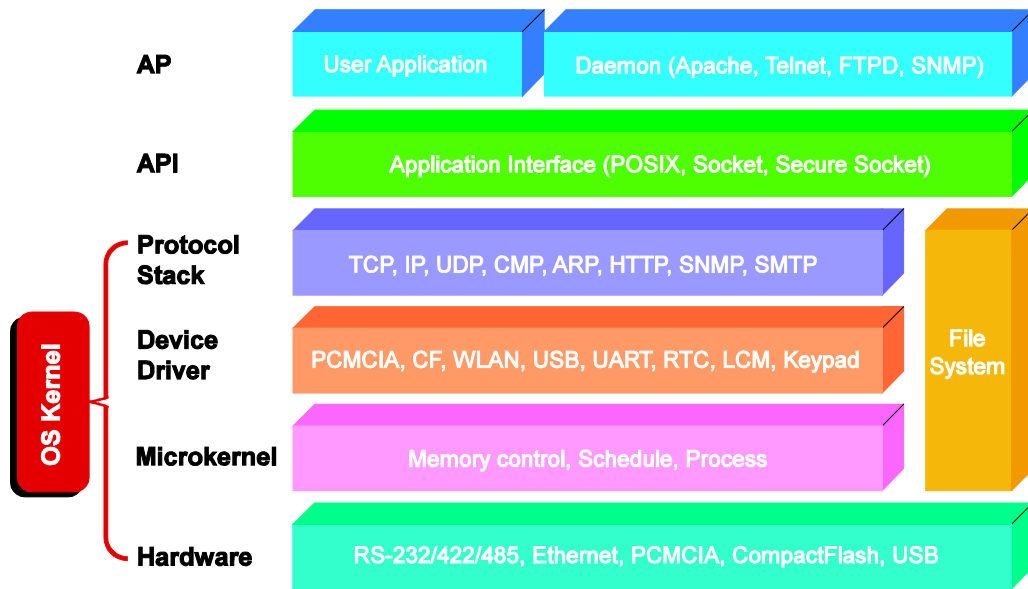 AP
User Application
Daemon (Apache, Telnet, FTPD, SNMP)
API
Application Interface (POSIX, Socket, Secure Socket)
Protocol
Stack
TCP, IP, UDP, CMP, ARP, HTTP, SNMP, SMTP
Device
Driver
PCMCIA, CF, WLAN, USB, UART, RTC, LCM, Keypad
File
System
OS Kernel
Microkernel
Memory control, Schedule, Process
Hardware
RS-232/422/485, Ethernet, PCMCIA, CompactFlash, USB